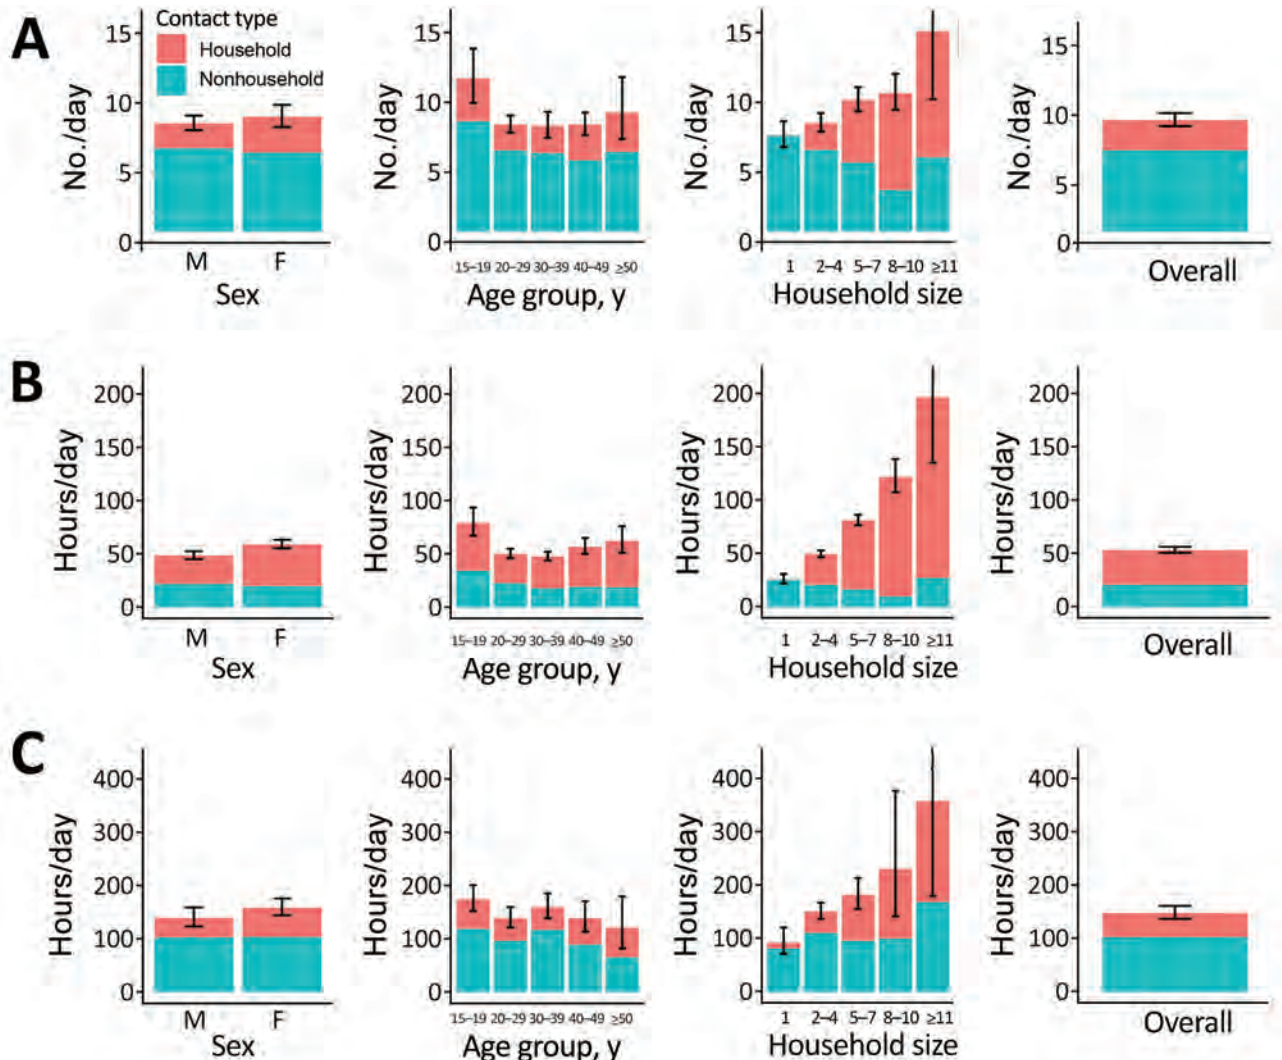 A
Contact type
Household
Nonhousehold
No./day
15
10
5
0
M F
Sex
No./day
15
10
5
0
15–19 20–29 30–39 40–49 ≥50
Age group, y
No./day
15
10
5
0
1 2–4 5–7 8–10 ≥11
Household size
No./day
15
10
5
0
Overall
B
Hours/day
200
150
100
50
0
M F
Sex
Hours/day
200
150
100
50
0
15–19 20–29 30–39 40–49 ≥50
Age group, y
Hours/day
200
150
100
50
0
1 2–4 5–7 8–10 ≥11
Household size
Hours/day
200
150
100
50
0
Overall
C
Hours/day
400
300
200
100
0
M F
Sex
Hours/day
400
300
200
100
0
15–19 20–29 30–39 40–49 ≥50
Age group, y
Hours/day
400
300
200
100
0
1 2–4 5–7 8–10 ≥11
Household size
Hours/day
400
300
200
100
0
Overall